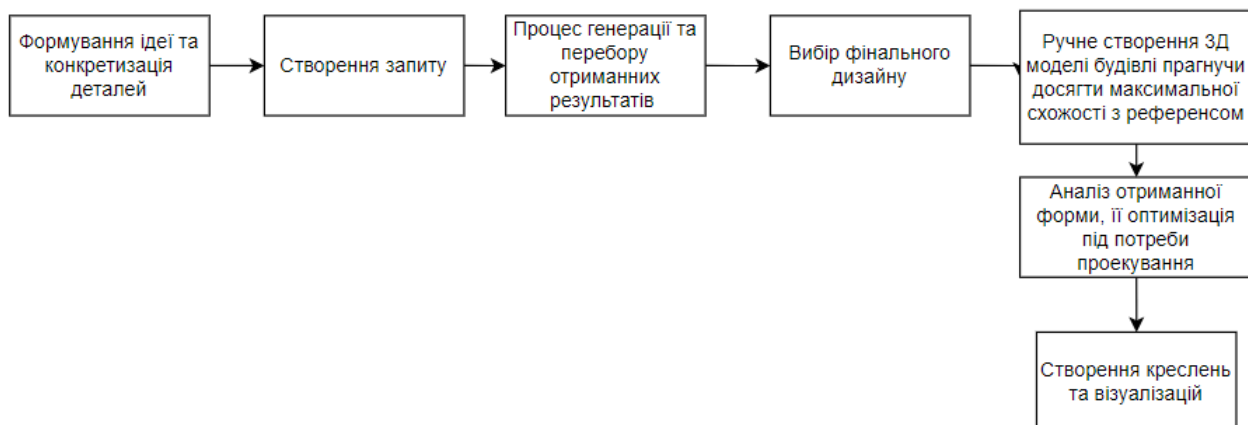 Формування ідеї та
конкретизація
деталей
Створення запиту
Процес генерації та
перебору
отриманних
результатів
Вибір фінального
дизайну
Ручне створення 3Д
моделі будівлі прагнучи
досягти максимальної
схожості з референсом
Аналіз отриманної
форми, її оптимізація
під потреби
проекування
Створення креслень
та візуалізацій